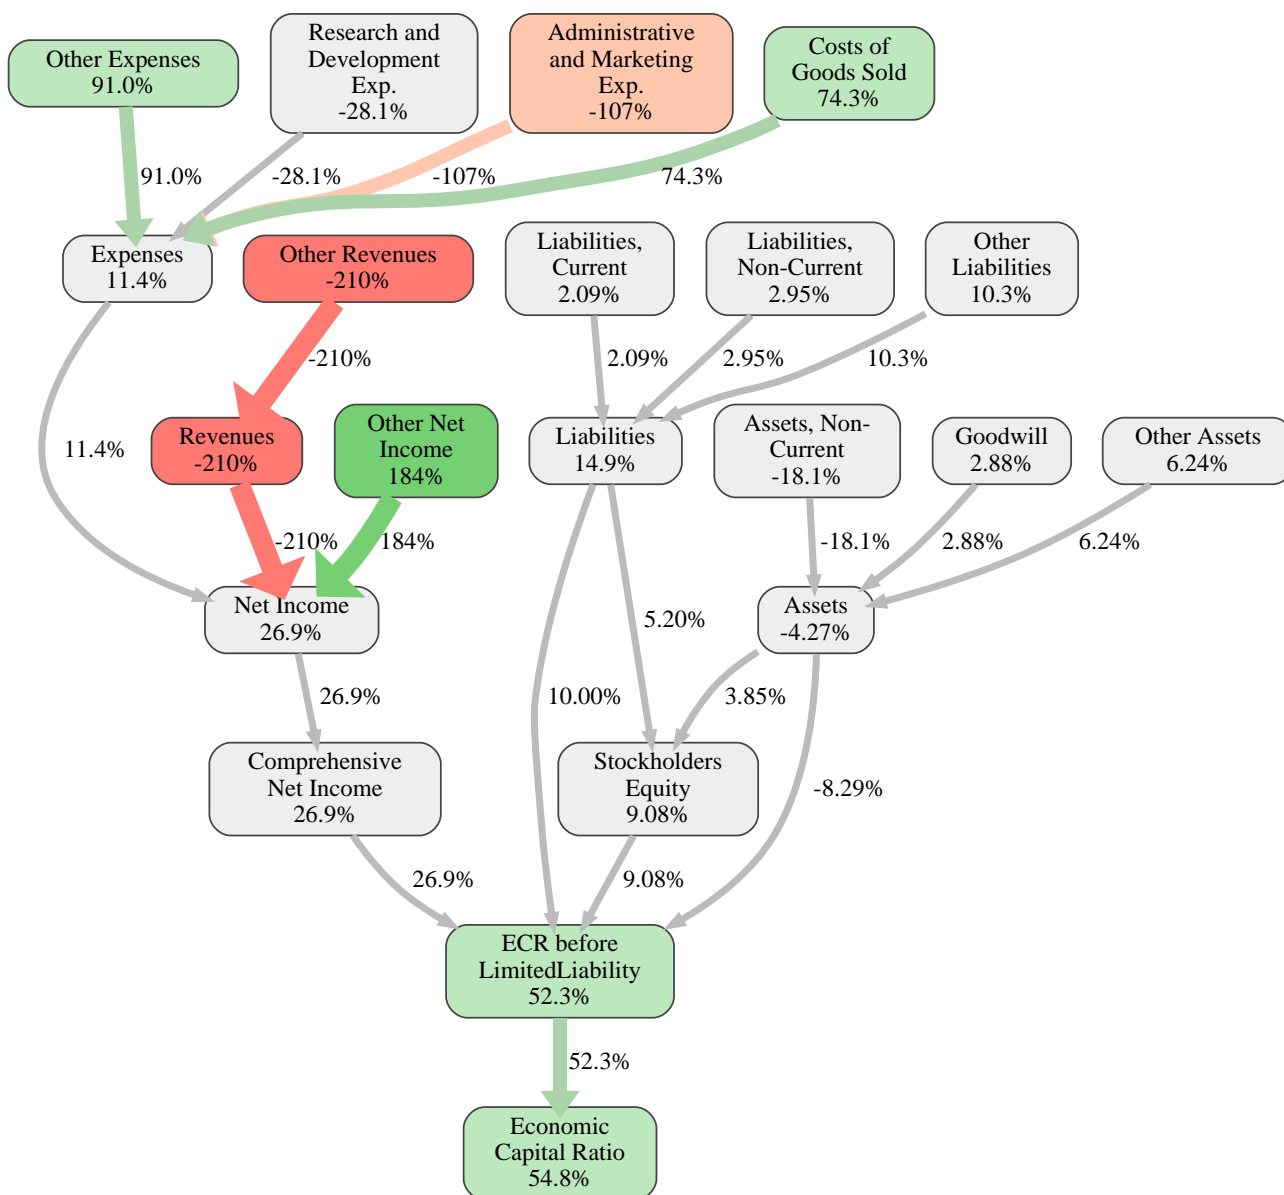 Other Expenses
91.0%
Research and
Development
Exp.
-28.1%
Administrative
and Marketing
Exp.
-107%
Costs of
Goods Sold
74.3%
91.0%
-28.1%
-107%
74.3%
Expenses
11.4%
Other Revenues
-210%
Liabilities,
Current
2.09%
Liabilities,
Non-Current
2.95%
Other
Liabilities
10.3%
-210%
2.09%
2.95%
10.3%
11.4%
Revenues
-210%
Other Net
Income
184%
Liabilities
14.9%
Assets, Non-
Current
-18.1%
Goodwill
2.88%
Other Assets
6.24%
-210%
184%
-18.1%
2.88%
6.24%
Net Income
26.9%
5.20%
Assets
-4.27%
26.9%
10.00%
3.85%
Comprehensive
Net Income
26.9%
Stockholders
Equity
9.08%
-8.29%
26.9%
9.08%
ECR before
LimitedLiability
52.3%
52.3%
Economic
Capital Ratio
54.8%